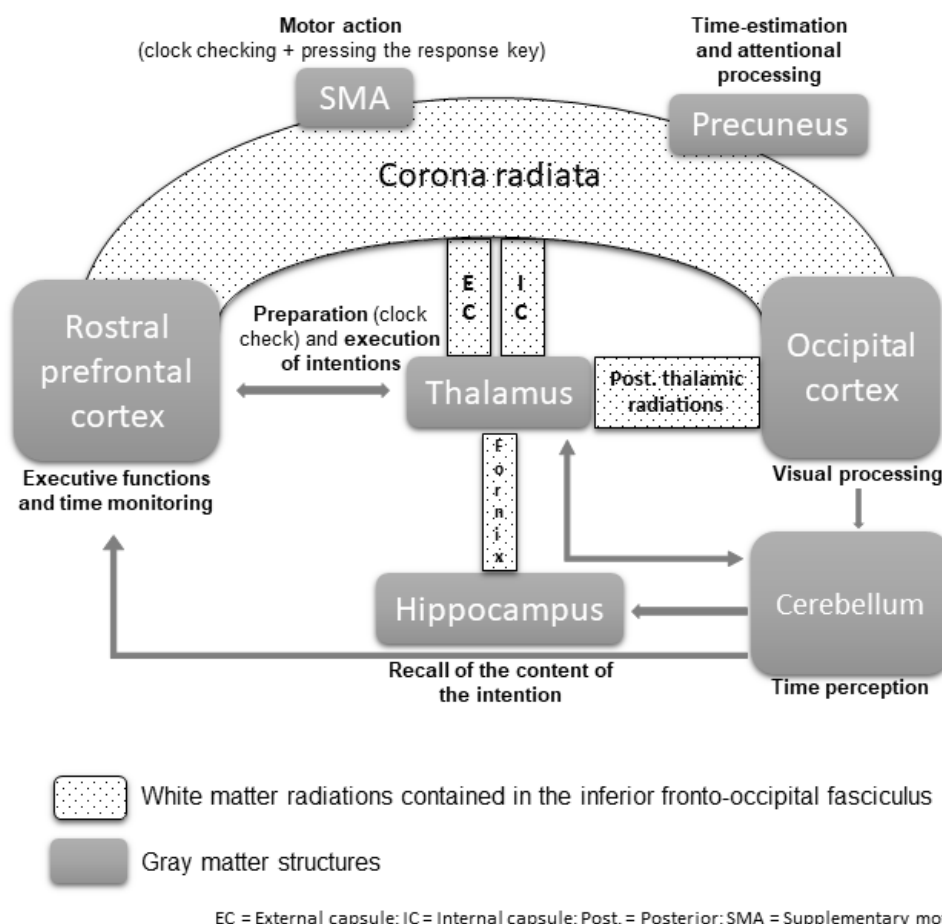 Motor action
(clock checking + pressing the response key)
SMA
Time-estimation
and attentional
processing
Precuneus
Corona radiata
E
C
I
C
Rostral
prefrontal
cortex
Preparation (clock
check) and execution
of intentions
Thalamus
Post. thalamic
radiations
Occipital
cortex
Executive functions
and time monitoring
Fornix
Visual processing
Hippocampus
Cerebellum
Recall of the content of
the intention
Time perception
White matter radiations contained in the inferior fronto-occipital fasciculus
Gray matter structures
EC = External capsule; IC = Internal capsule; Post. = Posterior; SMA = Supplementary mo